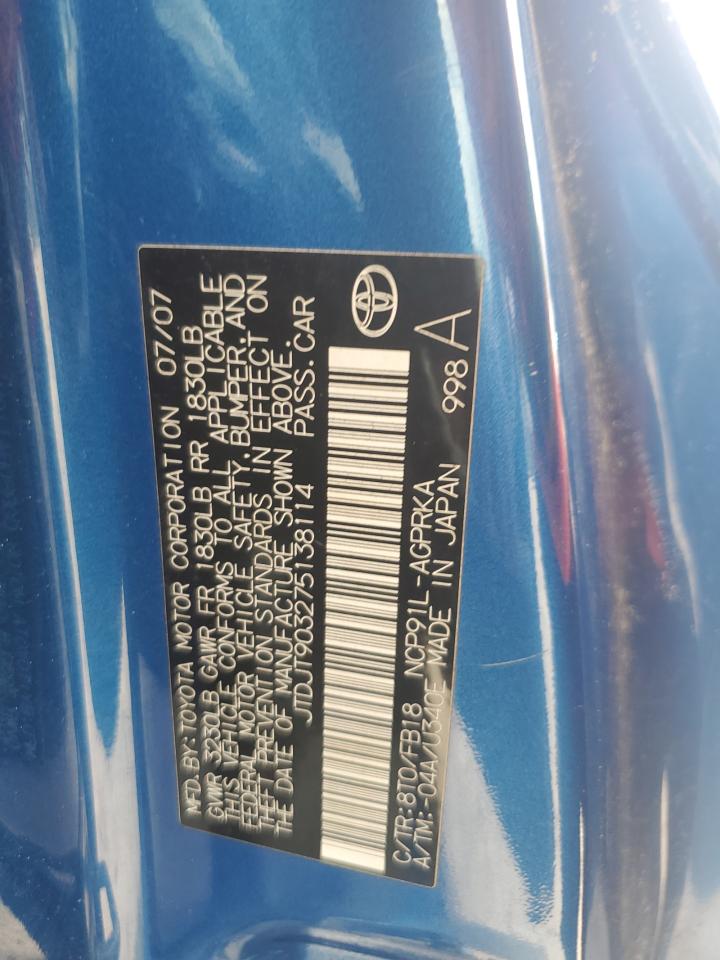 MFD.BY:TOYOTA MOTOR CORPORATION 07/07
GVWR 3230LB GAWR FR 1830LB RR 1830LB
THIS VEHICLE CONFORMS TO ALL APPLICABLE
FEDERAL MOTOR VEHICLE SAFETY,BUMPER,AND
THEFT PREVENTION STANDARDS IN EFFECT ON
THE DATE OF MANUFACTURE SHOWN ABOVE.
JTDJT903275138114 PASS.CAR
C/TR:8T0/FB18 NCP91L-AGPRKA
A/TM:-04A/U340E MADE IN JAPAN 998A